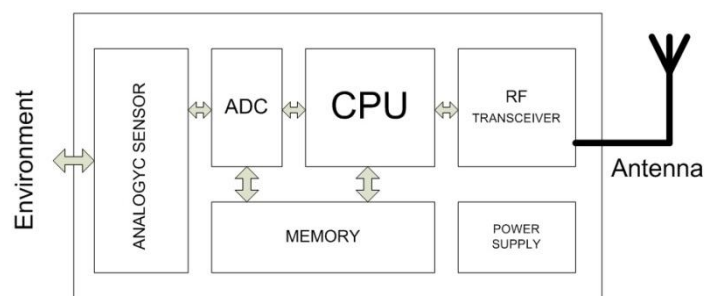 Environment
ANALOGYC SENSOR
ADC
CPU
RF
TRANSCEIVER
Antenna
MEMORY
POWER
SUPPLY